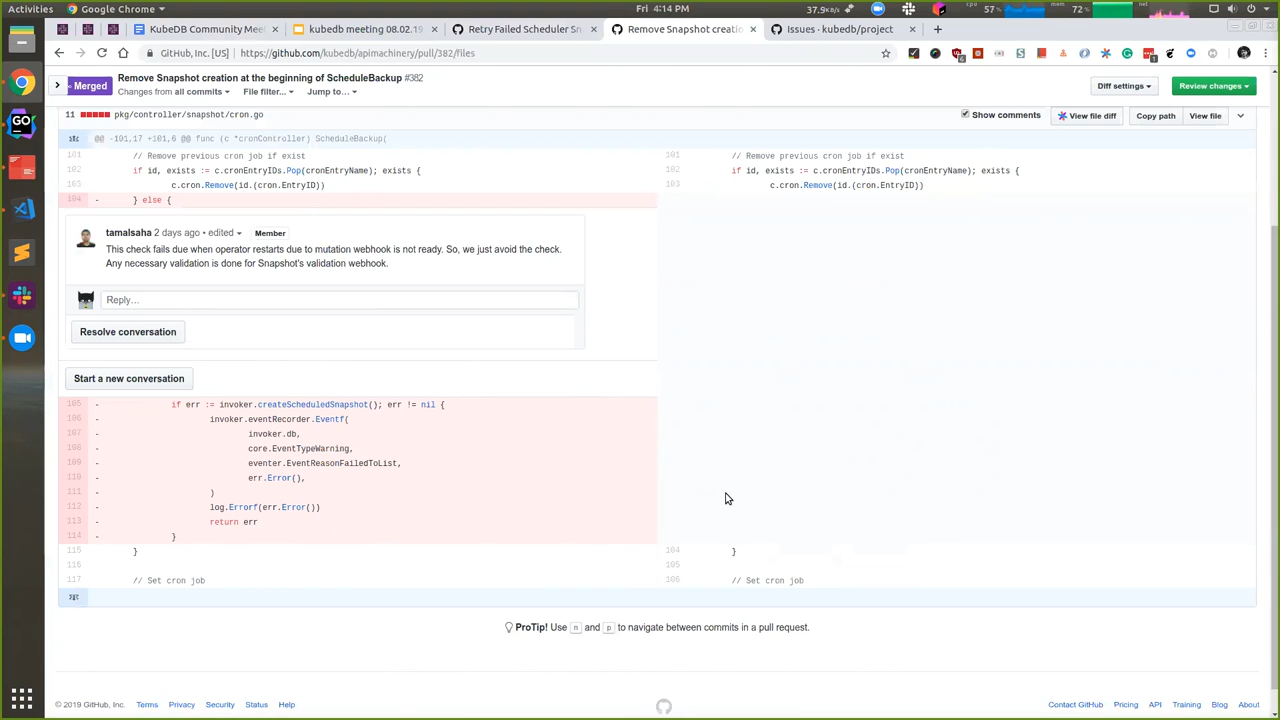 Activities
Google Chrome
4:14 PM
37.9 k/s
cpu
57 %
mem
72 %
KubeDB Community Meet
kubedb meeting 08.02.19
Retry Failed Scheduled Sn
Remove Snapshot creatio
Issues · kubedb/project
GitHub, Inc. [US]
https://github.com/kubedb/apimachinery/pull/382/files
Merged
Remove Snapshot creation at the beginning of ScheduleBackup #382
Changes from all commits
File filter...
Jump to...
Diff settings
Review changes
11
pkg/controller/snapshot/cron.go
Show comments
View file diff
Copy path
View file
@@ -101,17 +101,6 @@ func (c *cronController) ScheduleBackup(
101 // Remove previous cron job if exist
102 if id, exists := c.cronEntryIDs.Pop(cronEntryName); exists {
103 c.cron.Remove(id.(cron.EntryID))
104 - } else {
101 // Remove previous cron job if exist
102 if id, exists := c.cronEntryIDs.Pop(cronEntryName); exists {
103 c.cron.Remove(id.(cron.EntryID))
tamalsaha 2 days ago • edited
Member
This check fails due when operator restarts due to mutation webhook is not ready. So, we just avoid the check.
Any necessary validation is done for Snapshot's validation webhook.
Reply...
Resolve conversation
Start a new conversation
105 - if err := invoker.createScheduledSnapshot(); err != nil {
106 - invoker.eventRecorder.Eventf(
107 - invoker.db,
108 - core.EventTypeWarning,
109 - eventer.EventReasonFailedToList,
110 - err.Error(),
111 - )
112 - log.Errorf(err.Error())
113 - return err
114 - }
115 }
116
117 // Set cron job
104 }
105
106 // Set cron job
ProTip! Use n and p to navigate between commits in a pull request.
© 2019 GitHub, Inc.
Terms
Privacy
Security
Status
Help
Contact GitHub
Pricing
API
Training
Blog
About